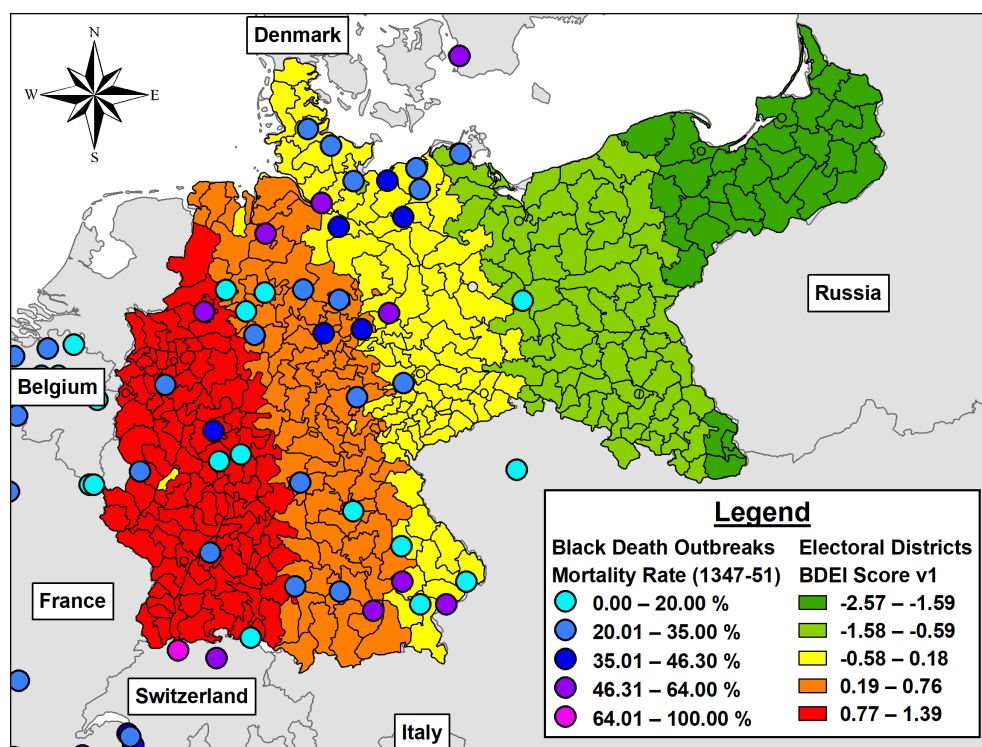 Denmark
N
W
E
S
Russia
Belgium
France
Switzerland
Italy
Legend
Black Death Outbreaks
Mortality Rate (1347-51)
0.00 – 20.00 %
20.01 – 35.00 %
35.01 – 46.30 %
46.31 – 64.00 %
64.01 – 100.00 %
Electoral Districts
BDEI Score v1
-2.57 – -1.59
-1.58 – -0.59
-0.58 – 0.18
0.19 – 0.76
0.77 – 1.39